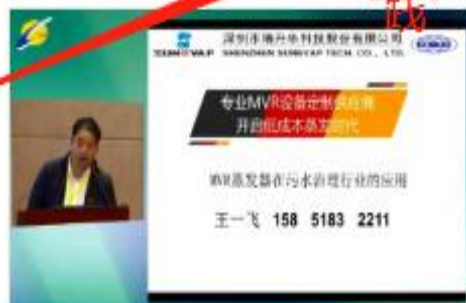 深圳市瑞升华科技股份有限公司
SHENZHEN SUNEVAP TECH. CO., LTD.
专业MVR设备定制供应商
开启低成本蒸发时代
MVR蒸发器在污水治理行业的应用
王一飞 158 5183 2211